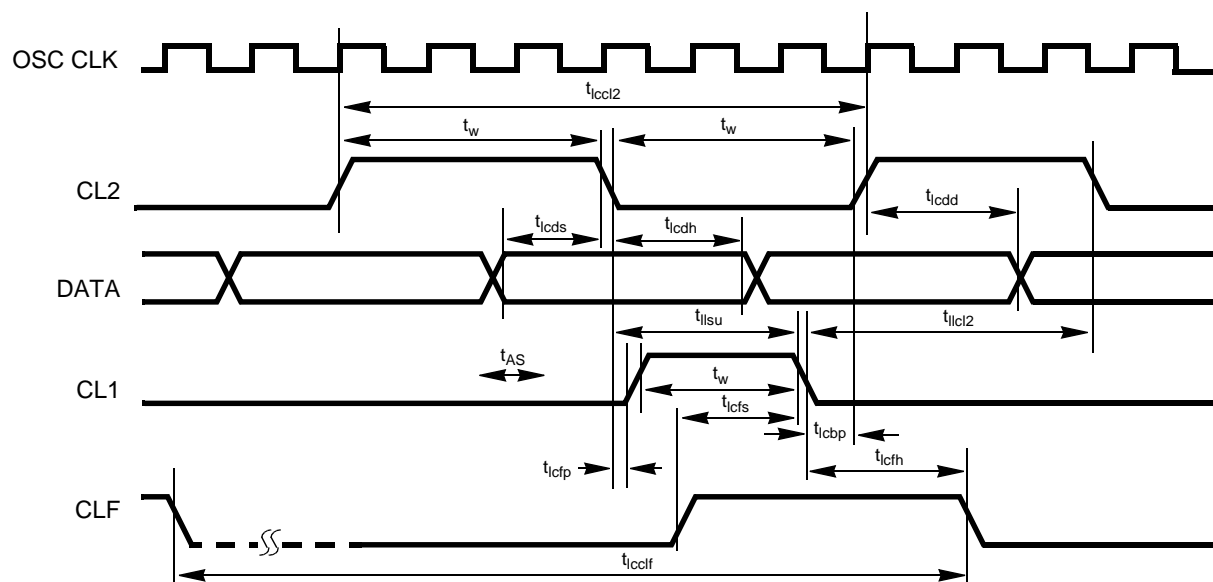 OSC CLK
tlccl2
tw
tw
CL2
tlcdd
tlcds
tlcdh
DATA
tllsu
tllcl2
tAS
CL1
tw
tlcfs
tlcbp
tlcfp
tlcfh
CLF
tlcclf